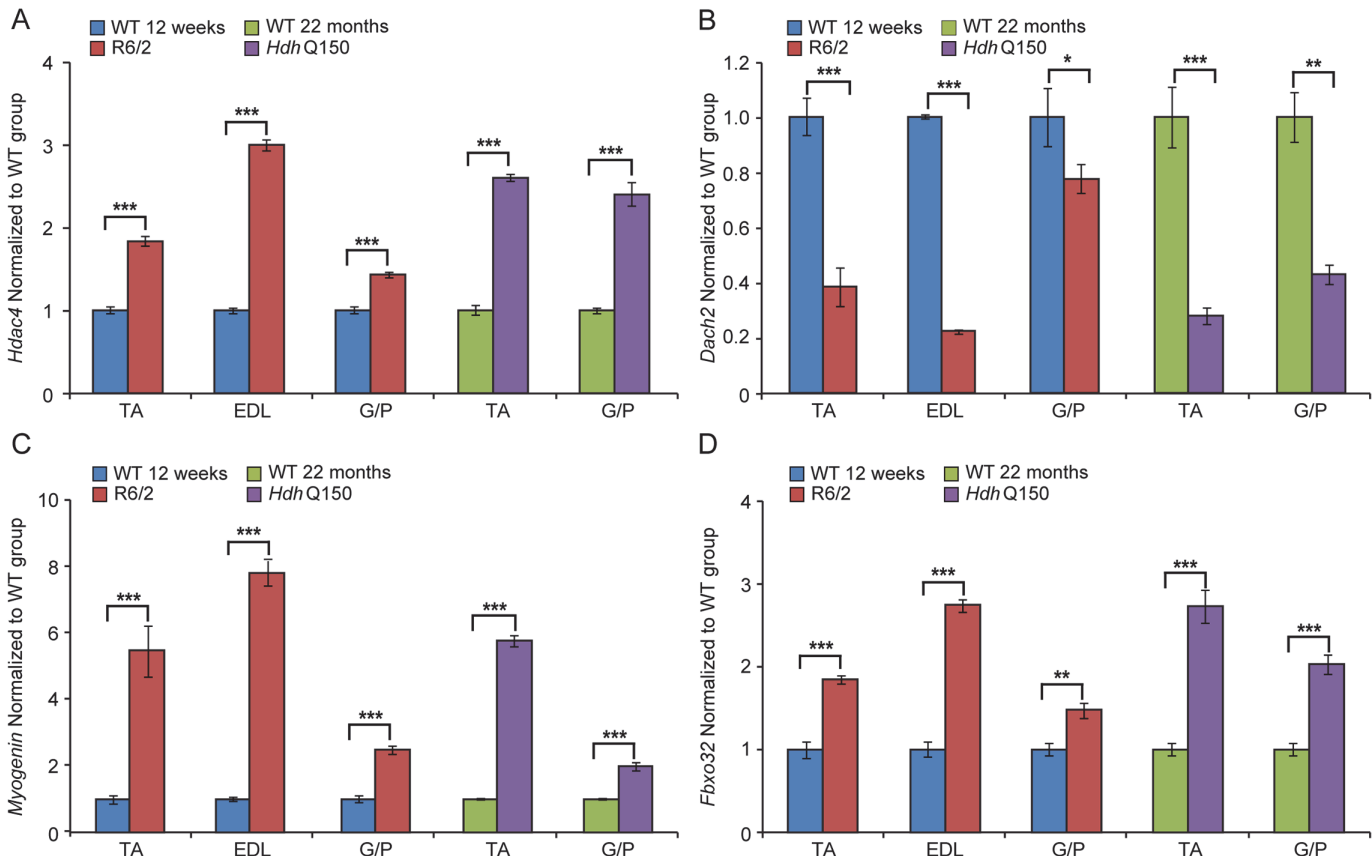 A
WT 12 weeks WT 22 months
R6/2 Hdh Q150
Hdac4 Normalized to WT group
4
3
2
1
0
*** *** *** *** ***
TA EDL G/P TA G/P
B
WT 12 weeks WT 22 months
R6/2 Hdh Q150
Dach2 Normalized to WT group
1.2
1.0
0.8
0.6
0.4
0.2
0
*** *** * *** **
TA EDL G/P TA G/P
C
WT 12 weeks WT 22 months
R6/2 Hdh Q150
Myogenin Normalized to WT group
10
8
6
4
2
0
*** *** *** *** ***
TA EDL G/P TA G/P
D
WT 12 weeks WT 22 months
R6/2 Hdh Q150
Fbxo32 Normalized to WT group
4
3
2
1
0
*** *** ** *** ***
TA EDL G/P TA G/P